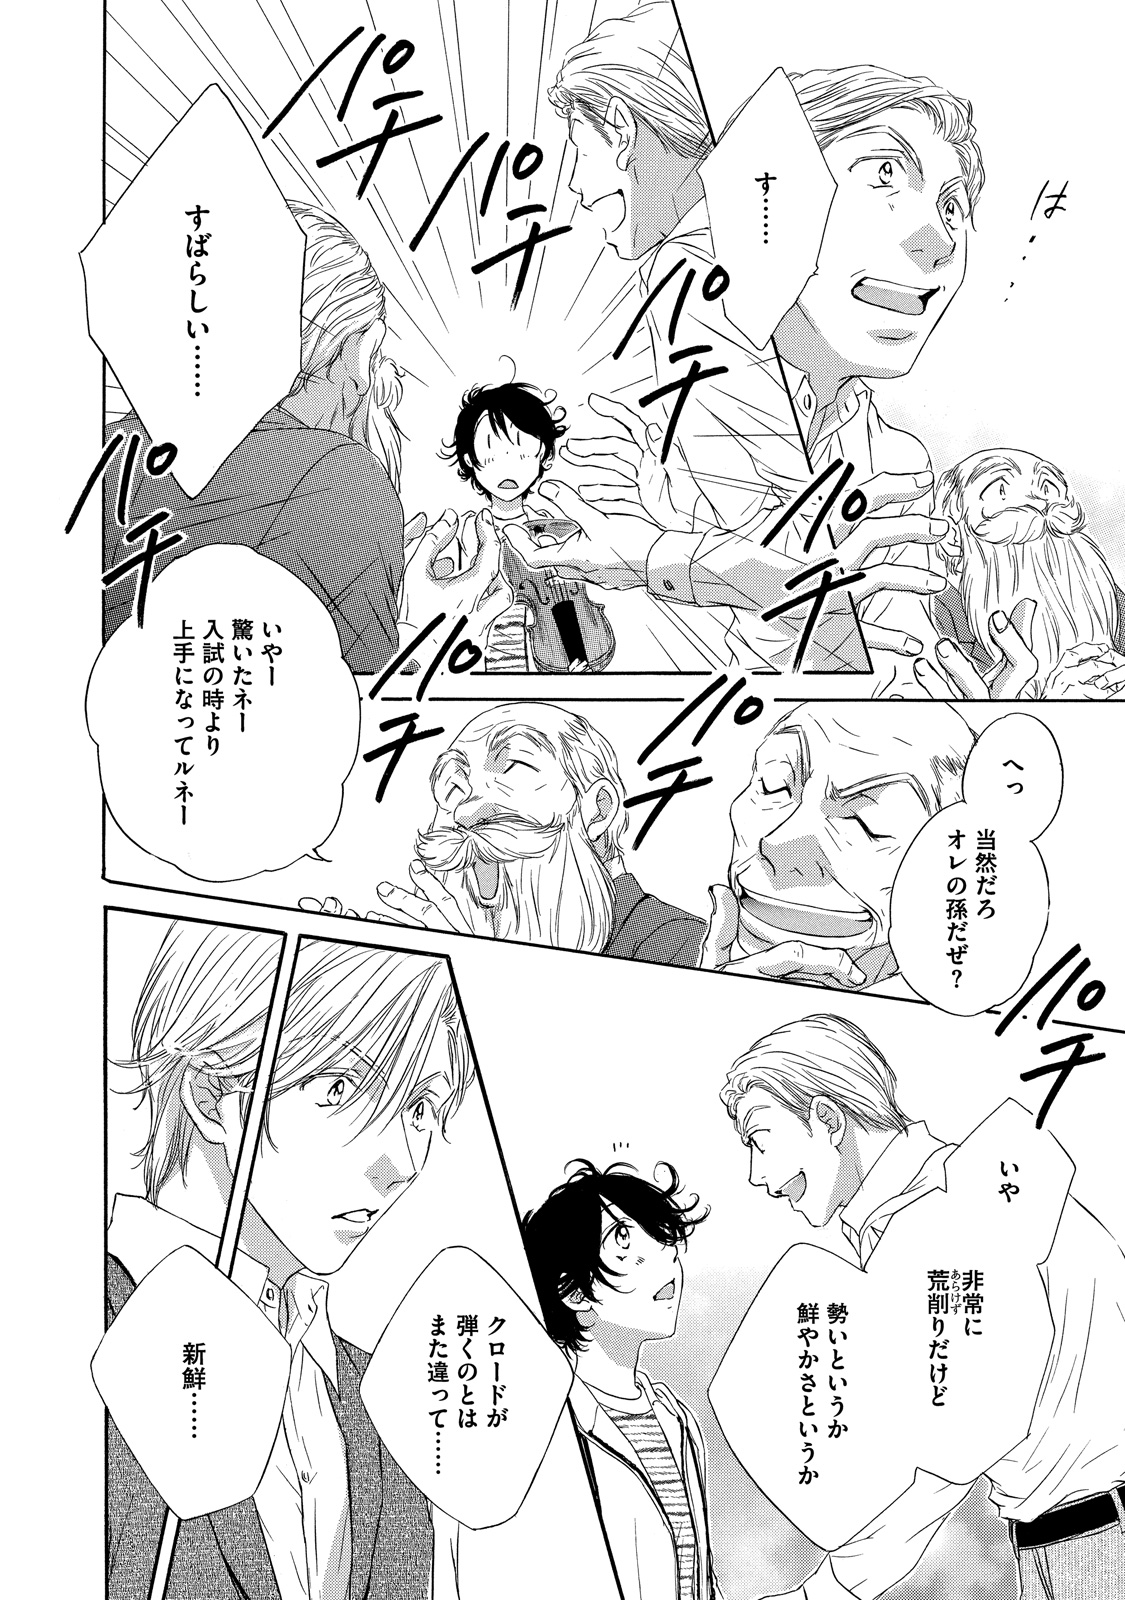 は…
す……
パチ
パチ
パチ
パチ
すばらしい……
パチ
へっ
当然だろ
オレの孫だぜ?
パチ
パチ
いやー
驚いたネー
入試の時より
上手になってルネー
パチ
いや
非常に
荒削りだけど
あらけず
勢いというか
鮮やかさというか
クロードが
弾くのとは
また違って……
新鮮……